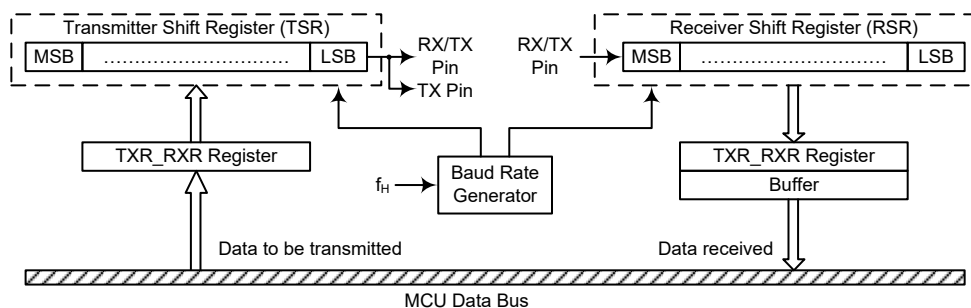 Transmitter Shift Register (TSR)
MSB
................................
LSB
RX/TX
Pin
TX Pin
RX/TX
Pin
Receiver Shift Register (RSR)
MSB
................................
LSB
TXR_RXR Register
fH
Baud Rate
Generator
TXR_RXR Register
Buffer
Data to be transmitted
Data received
MCU Data Bus